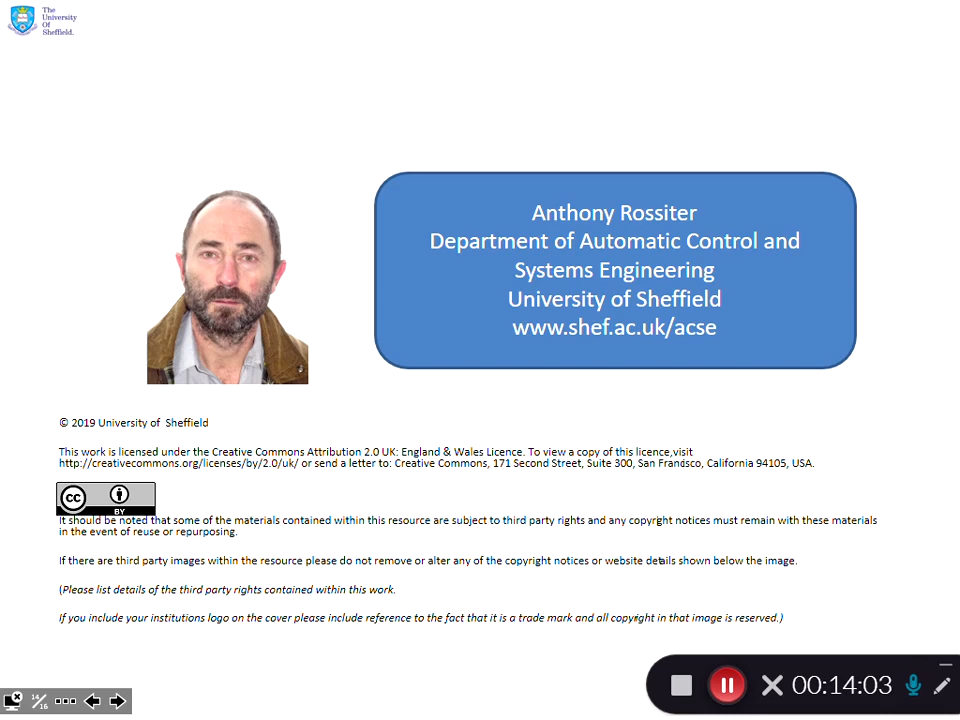 The
University
Of
Sheffield.
Anthony Rossiter
Department of Automatic Control and
Systems Engineering
University of Sheffield
www.shef.ac.uk/acse
© 2019 University of Sheffield
This work is licensed under the Creative Commons Attribution 2.0 UK: England & Wales Licence. To view a copy of this licence,visit
http://creativecommons.org/licenses/by/2.0/uk/ or send a letter to: Creative Commons, 171 Second Street, Suite 300, San Francisco, California 94105, USA.
cc
BY
It should be noted that some of the materials contained within this resource are subject to third party rights and any copyright notices must remain with these materials
in the event of reuse or repurposing.
If there are third party images within the resource please do not remove or alter any of the copyright notices or website details shown below the image.
(Please list details of the third party rights contained within this work.
If you include your institutions logo on the cover please include reference to the fact that it is a trade mark and all copyright in that image is reserved.)
14/16
00:14:03